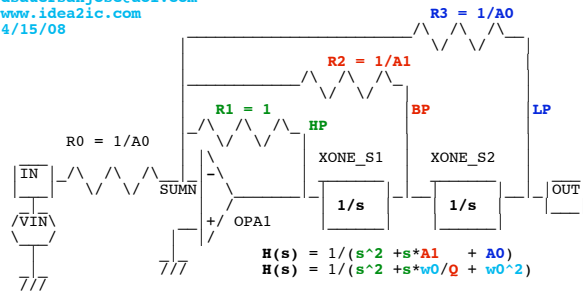 www.idea2ic.com
4/15/08
R3 = 1/A0
R2 = 1/A1
R1 = 1
HP
BP
LP
R0 = 1/A0
XONE_S1
XONE_S2
IN
SUMN
1/s
1/s
OUT
VIN
OPA1
H(s) = 1/(s^2 +s*A1 + A0)
H(s) = 1/(s^2 +s*w0/Q + w0^2)